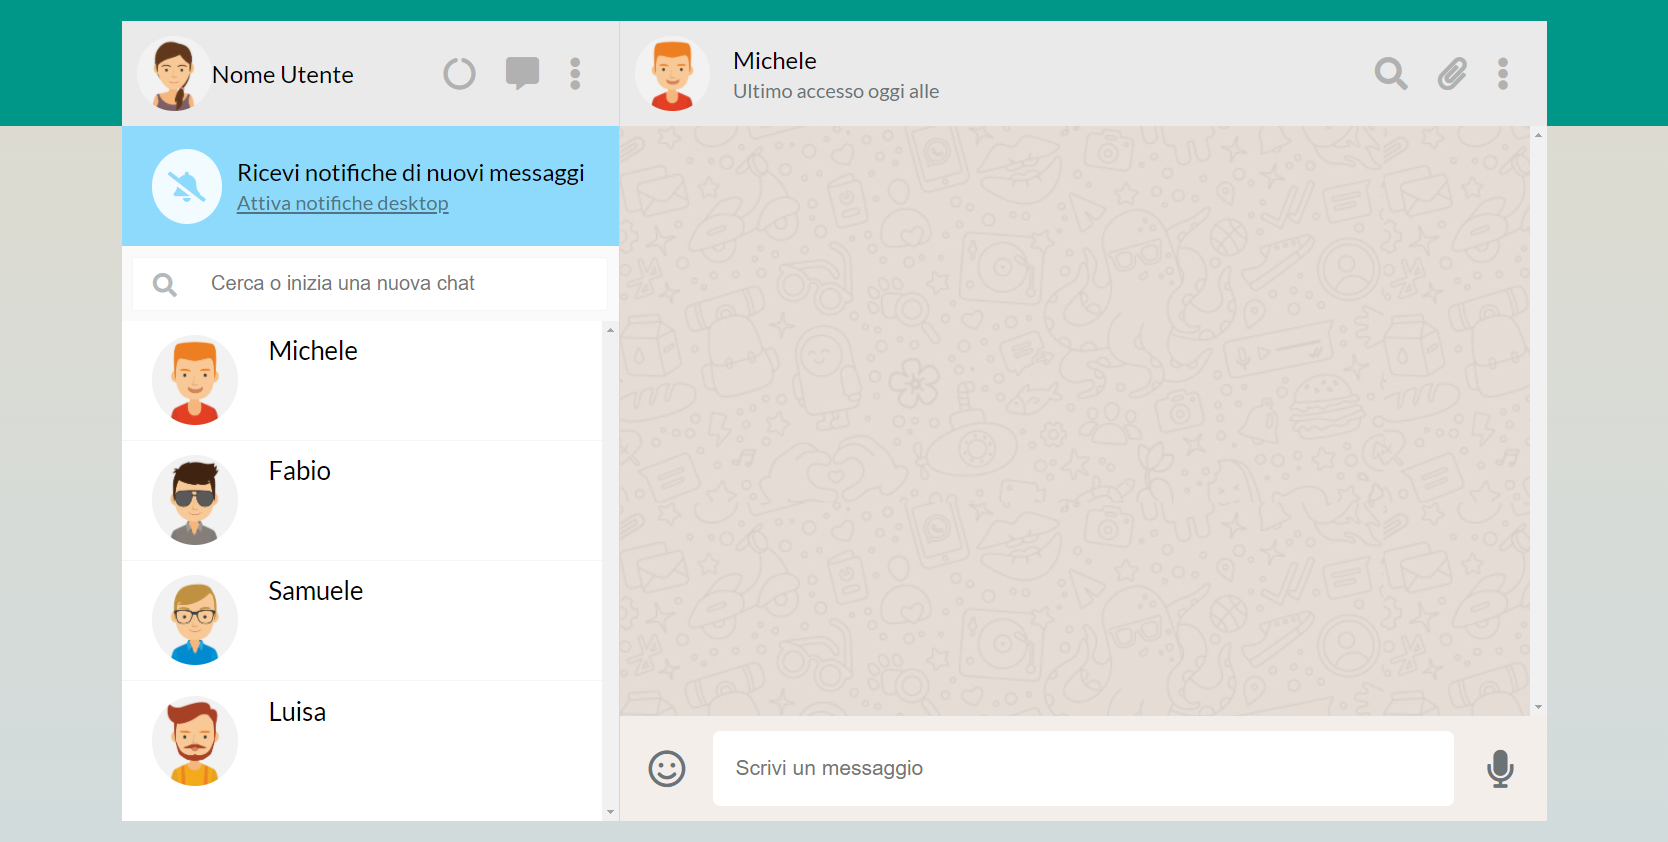 Nome Utente
Michele
Ultimo accesso oggi alle
Ricevi notifiche di nuovi messaggi
Attiva notifiche desktop
Cerca o inizia una nuova chat
Michele
Fabio
Samuele
Luisa
Scrivi un messaggio